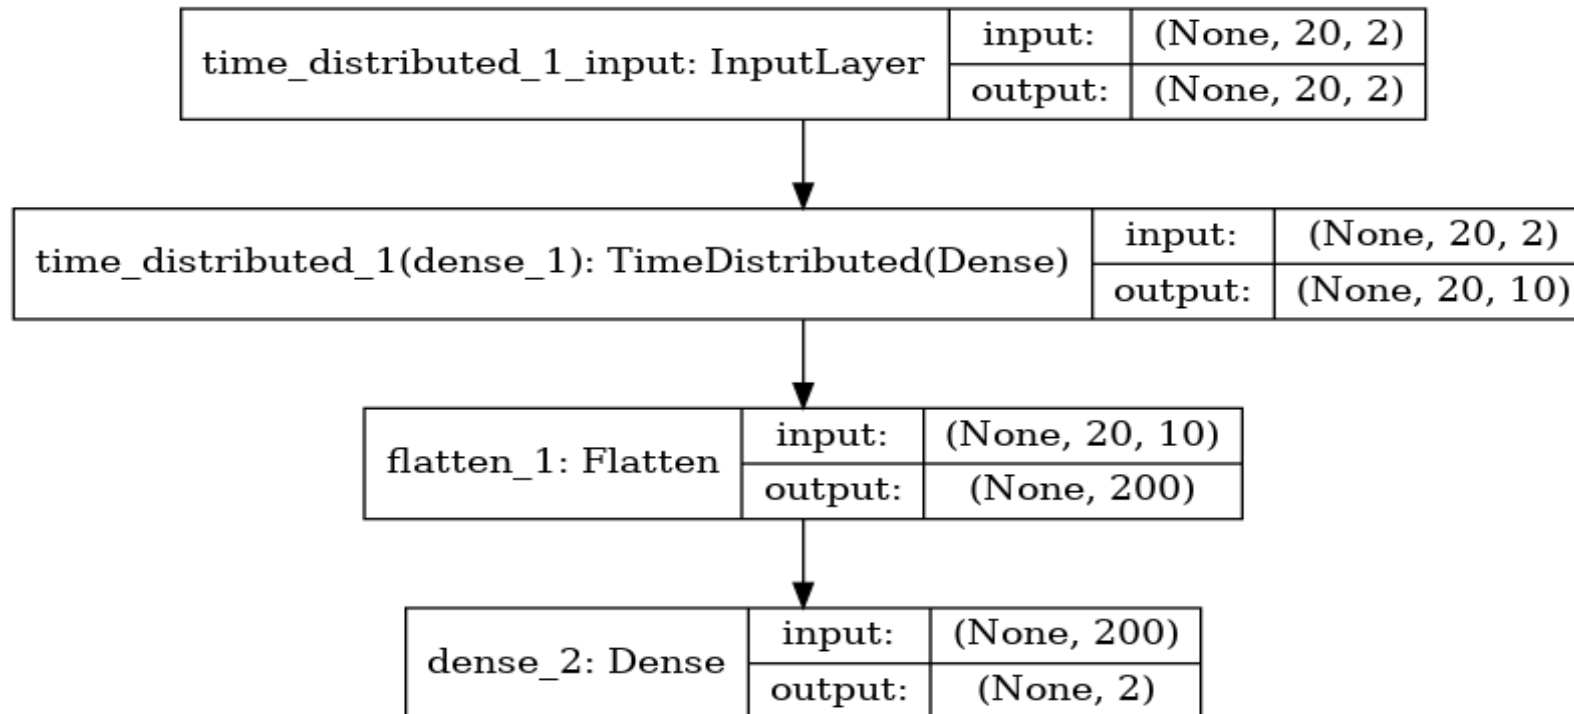 time_distributed_1_input: InputLayer
input: (None, 20, 2)
output: (None, 20, 2)
time_distributed_1(dense_1): TimeDistributed(Dense)
input: (None, 20, 2)
output: (None, 20, 10)
flatten_1: Flatten
input: (None, 20, 10)
output: (None, 200)
dense_2: Dense
input: (None, 200)
output: (None, 2)